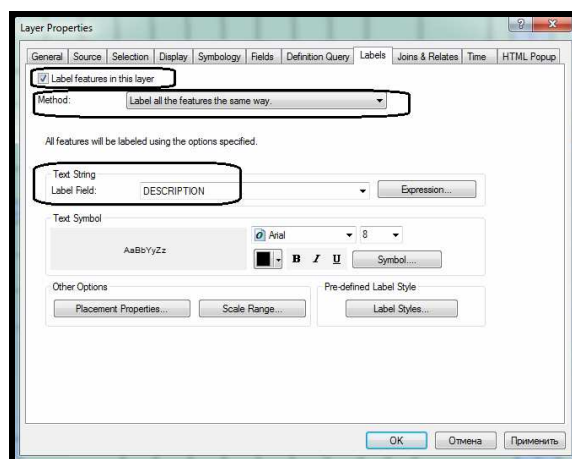 Layer Properties
General Source Selection Display Symbology Fields Definition Query Labels Joins & Relates Time HTML Popup
Label features in this layer
Method: Label all the features the same way.
All features will be labeled using the options specified.
Text String
Label Field: DESCRIPTION Expression...
Text Symbol
AaBbYyZz
Arial 8
B I U Symbol...
Other Options Pre-defined Label Style
Placement Properties... Scale Range... Label Styles...
OK Отмена Применить